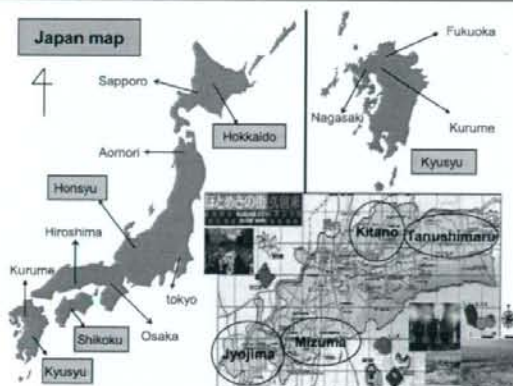 Japan map
Sapporo
Hokkaido
Aomori
Honsyu
Hiroshima
Kurume
tokyo
Osaka
Shikoku
Kyusyu
Fukuoka
Nagasaki
Kurume
Kyusyu
Kitano
Tanushimaru
Jyojima
Mizuma